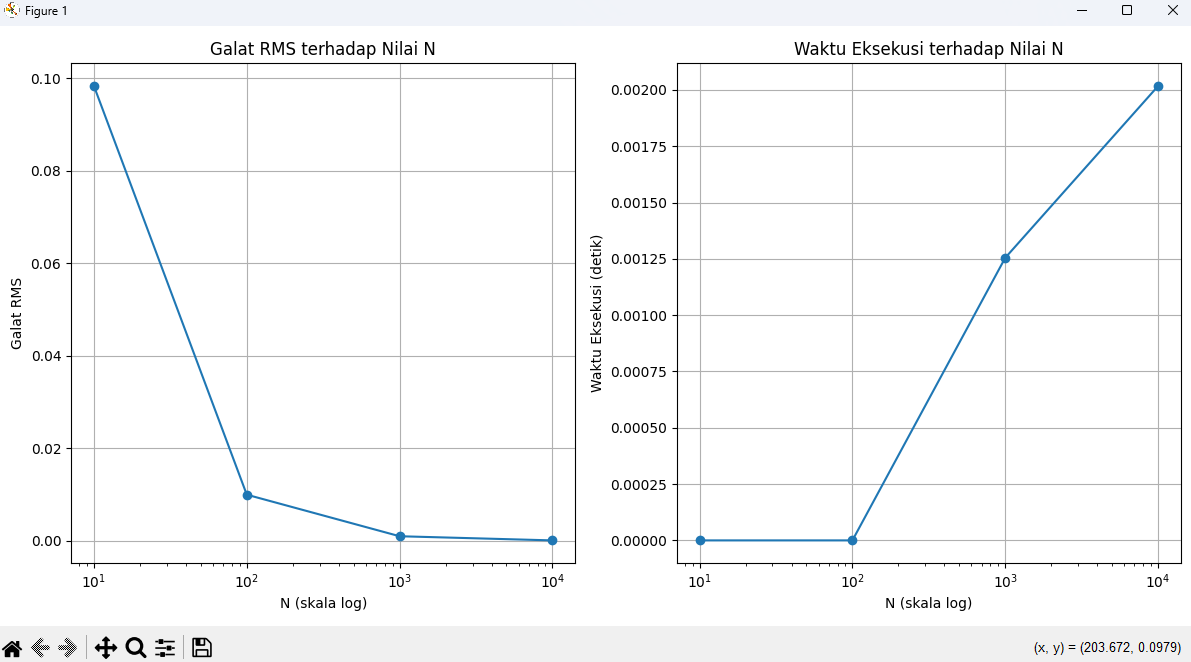 Figure 1
Galat RMS terhadap Nilai N
0.10
0.08
0.06
0.04
0.02
0.00
Galat RMS
10¹ 10² 10³ 10⁴
N (skala log)
Waktu Eksekusi terhadap Nilai N
0.00200
0.00175
0.00150
0.00125
0.00100
0.00075
0.00050
0.00025
0.00000
Waktu Eksekusi (detik)
10¹ 10² 10³ 10⁴
N (skala log)
(x, y) = (203.672, 0.0979)